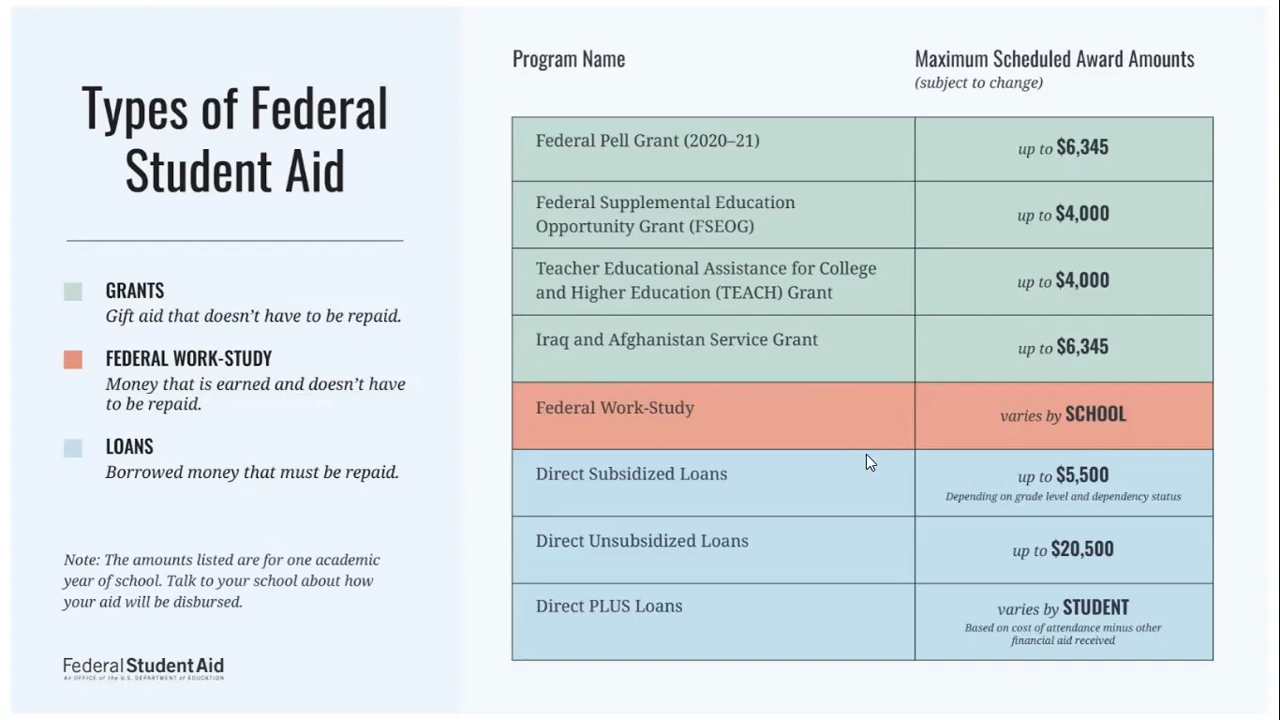 Types of Federal
Student Aid
GRANTS
Gift aid that doesn't have to be repaid.
FEDERAL WORK-STUDY
Money that is earned and doesn't have
to be repaid.
LOANS
Borrowed money that must be repaid.
Note: The amounts listed are for one academic
year of school. Talk to your school about how
your aid will be disbursed.
Federal Student Aid
An OFFICE of the U.S. DEPARTMENT of EDUCATION
Program Name
Maximum Scheduled Award Amounts
(subject to change)
Federal Pell Grant (2020–21)
up to $6,345
Federal Supplemental Education
Opportunity Grant (FSEOG)
up to $4,000
Teacher Educational Assistance for College
and Higher Education (TEACH) Grant
up to $4,000
Iraq and Afghanistan Service Grant
up to $6,345
Federal Work-Study
varies by SCHOOL
Direct Subsidized Loans
up to $5,500
Depending on grade level and dependency status
Direct Unsubsidized Loans
up to $20,500
Direct PLUS Loans
varies by STUDENT
Based on cost of attendance minus other
financial aid received